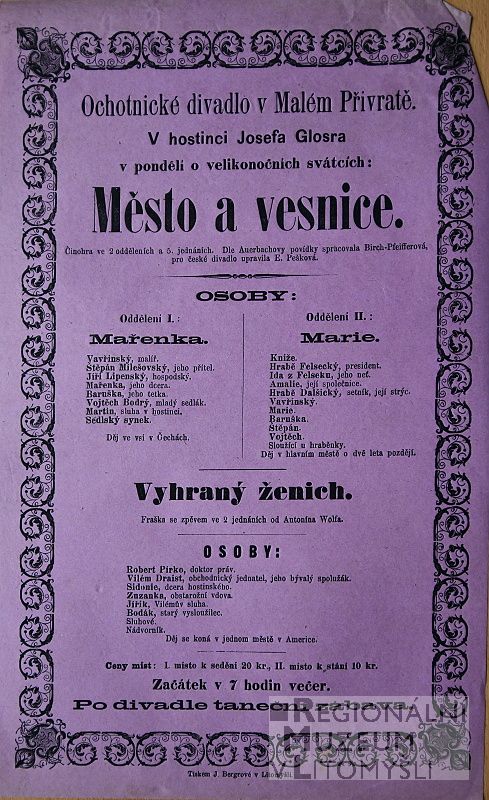 Ochotnické divadlo v Malém Přívratě.
V hostinci Josefa Glosra
v pondělí o velikonočních svátcích:
Město a vesnice.
Činohra ve 2 odděleních a 5. jednáních. Dle Auerbachovy povídky spracovala Birch-Pfeifferová,
pro české divadlo upravila E. Pešková.
OSOBY:
Oddělení I.:
Mařenka.
Vavřinský, malíř.
Štěpán Milešovský, jeho přítel.
Jiří Lipenský, hospodský.
Mařenka, jeho dcera.
Baruška, jeho tetka.
Vojtěch Bodrý, mladý sedlák.
Martin, sluha v hostinci.
Sedlský synek.
Děj ve vsi v Čechách.
Oddělení II.:
Marie.
Kníže.
Hrabě Felsecký, president.
Ida z Felseku, jeho neť.
Amalie, její společnice.
Hrabě Dalšický, setník, její strýc.
Vavřinský.
Marie.
Baruška.
Štěpán.
Vojtěch.
Sloužící u hraběnky.
Děj v hlavním městě o dvě leta později.
Vyhraný ženich.
Fraška se zpěvem ve 2 jednáních od Antonína Wolfa.
OSOBY:
Robert Pirke, doktor práv.
Vilém Draist, obchodnický jednatel, jeho bývalý spolužák.
Sidonie, dcera hostinského.
Zuzanka, obstarožní vdova.
Jiřík, Vilémův sluha.
Bodák, starý vysloužilec.
Sluhové.
Nádvorník.
Děj se koná v jednom městě v Americe.
Ceny míst: I. místo k sedění 20 kr., II. místo k stání 10 kr.
Začátek v 7 hodin večer.
Po divadle taneční zábava.
Tiskem J. Bergrové v Litomyšli.
REGIONÁLNÍ
MUZEUM
V LITOMYŠLI